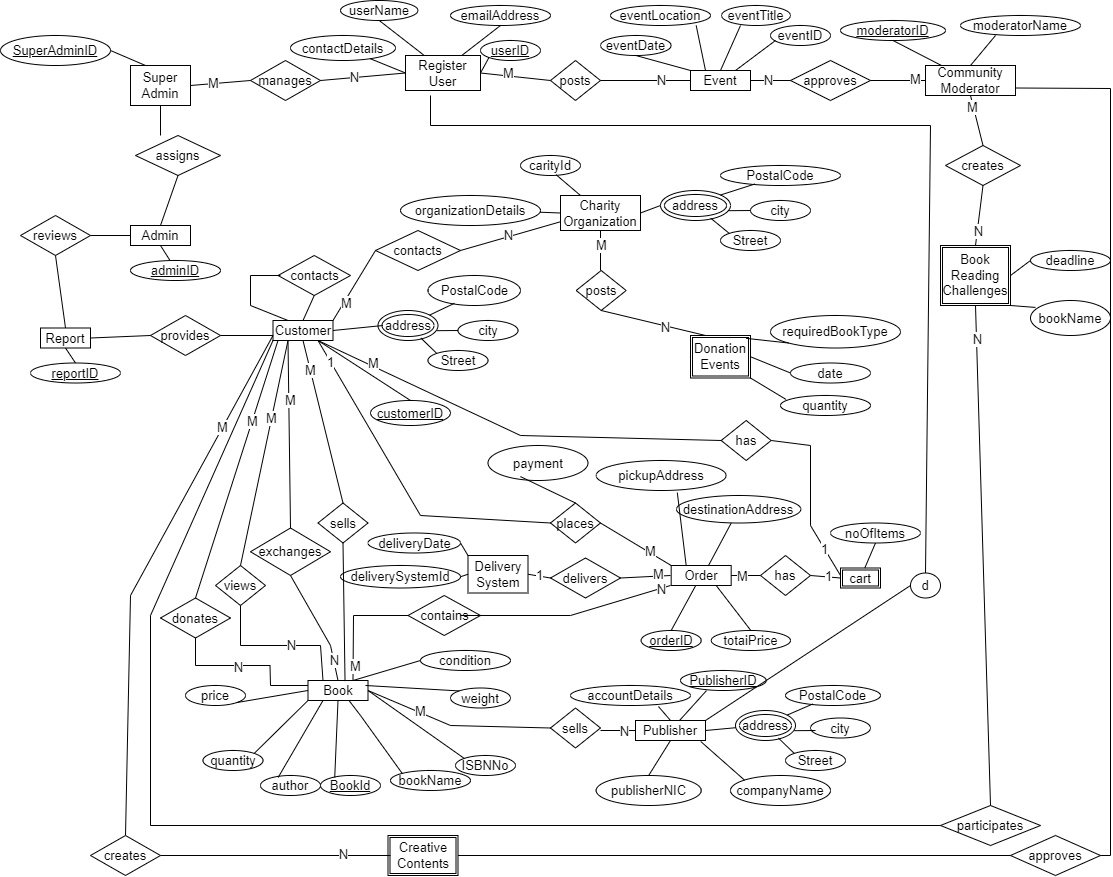 userName
emailAddress
eventLocation
eventTitle
moderatorName
contactDetails
userID
eventDate
eventID
moderatorID
SuperAdminID
Super
Admin
M
manages
N
Register
User
M
posts
N
Event
N
approves
M
Community
Moderator
M
assigns
creates
carityId
PostalCode
organizationDetails
Charity
Organization
address
city
Street
N
reviews
Admin
adminID
contacts
N
M
Book
Reading
Challenges
deadline
bookName
contacts
M
posts
PostalCode
address
city
Street
N
requiredBookType
Report
provides
Customer
Donation
Events
date
quantity
reportID
M
1
M
N
customerID
M
M
M
M
has
payment
pickupAddress
destinationAddress
sells
places
noOfItems
exchanges
deliveryDate
M
1
deliverySystemId
Delivery
System
1
delivers
M
Order
M
has
1
cart
views
d
N
donates
contains
orderID
totalPrice
N
N
M
N
condition
price
Book
weight
accountDetails
PublisherID
PostalCode
M
sells
N
Publisher
address
city
Street
quantity
author
BookId
bookName
ISBNNo
publisherNIC
companyName
participates
creates
N
Creative
Contents
approves